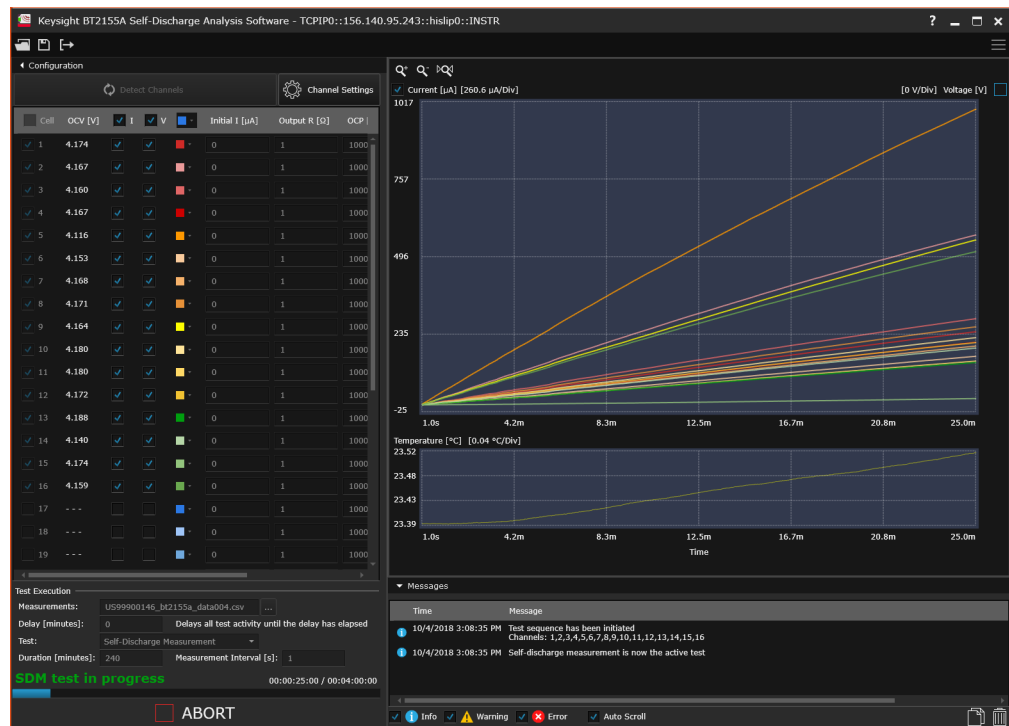 Keysight BT2155A Self-Discharge Analysis Software - TCPIP0::156.140.95.243::hislip0::INSTR
Configuration
Detect Channels
Channel Settings
Cell OCV [V] I V Initial I [µA] Output R [Ω] OCP [
1 4.174 0 1 1000
2 4.167 0 1 1000
3 4.160 0 1 1000
4 4.167 0 1 1000
5 4.116 0 1 1000
6 4.153 0 1 1000
7 4.168 0 1 1000
8 4.171 0 1 1000
9 4.164 0 1 1000
10 4.180 0 1 1000
11 4.180 0 1 1000
12 4.172 0 1 1000
13 4.188 0 1 1000
14 4.140 0 1 1000
15 4.174 0 1 1000
16 4.159 0 1 1000
17 --- 0 1 1000
18 --- 0 1 1000
19 --- 0 1 1000
Test Execution
Measurements: US99900146_bt2155a_data004.csv ...
Delay [minutes]: 0 Delays all test activity until the delay has elapsed
Test: Self-Discharge Measurement
Duration [minutes]: 240 Measurement Interval [s]: 1
SDM test in progress 00:00:25:00 / 00:04:00:00
ABORT
Current [µA] [260.6 µA/Div] [0 V/Div] Voltage [V]
1017
757
496
235
-25
1.0s 4.2m 8.3m 12.5m 16.7m 20.8m 25.0m
Temperature [°C] [0.04 °C/Div]
23.52
23.48
23.43
23.39
1.0s 4.2m 8.3m 12.5m 16.7m 20.8m 25.0m
Time
Messages
Time Message
10/4/2018 3:08:35 PM Test sequence has been initiated
Channels: 1,2,3,4,5,6,7,8,9,10,11,12,13,14,15,16
10/4/2018 3:08:35 PM Self-discharge measurement is now the active test
Info Warning Error Auto Scroll